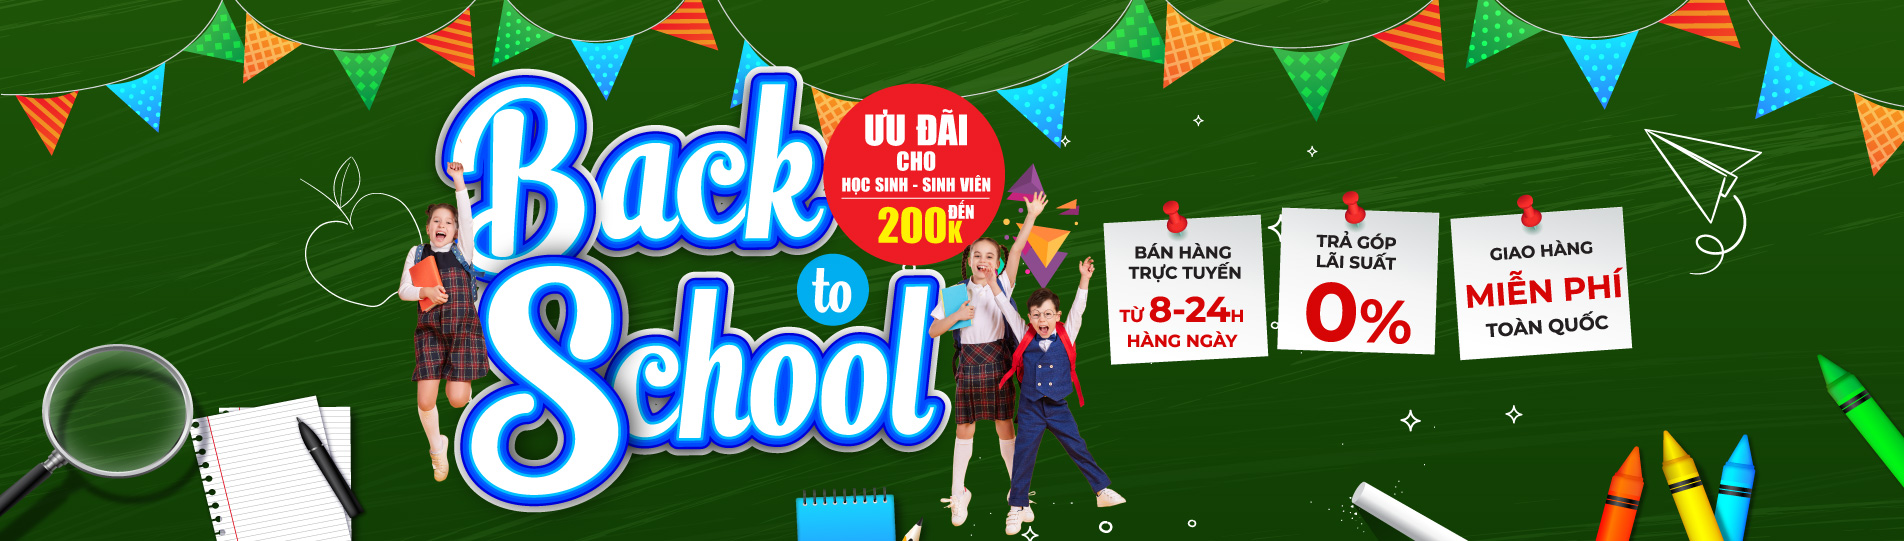 Back
to
School
ƯU ĐÃI
CHO
HỌC SINH - SINH VIÊN
ĐẾN
200K
BÁN HÀNG
TRỰC TUYẾN
TỪ 8-24H
HÀNG NGÀY
TRẢ GÓP
LÃI SUẤT
0%
GIAO HÀNG
MIỄN PHÍ
TOÀN QUỐC